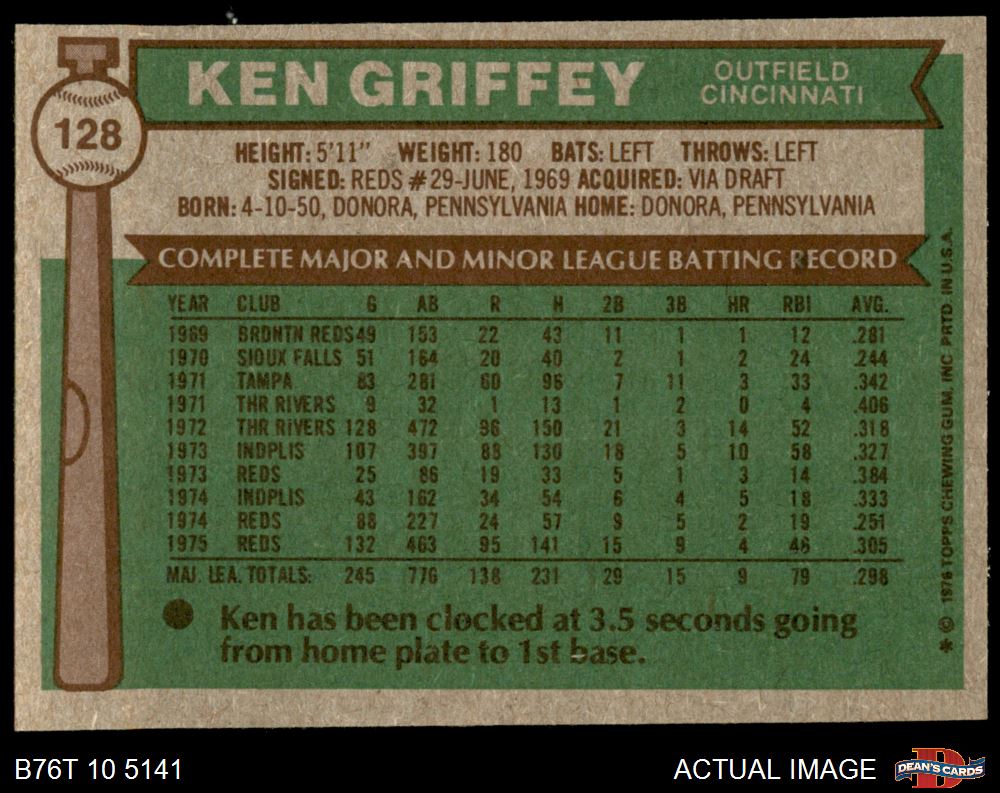 128
KEN GRIFFEY
OUTFIELD
CINCINNATI
HEIGHT: 5'11" WEIGHT: 180 BATS: LEFT THROWS: LEFT
SIGNED: REDS #29-JUNE, 1969 ACQUIRED: VIA DRAFT
BORN: 4-10-50, DONORA, PENNSYLVANIA HOME: DONORA, PENNSYLVANIA
COMPLETE MAJOR AND MINOR LEAGUE BATTING RECORD
YEAR CLUB G AB R H 2B 3B HR RBI AVG.
1969 BRDNTN REDS 49 153 22 43 11 1 1 12 .281
1970 SIOUX FALLS 51 164 20 40 2 1 2 24 .244
1971 TAMPA 83 281 60 96 7 11 3 33 .342
1971 THR RIVERS 9 32 1 13 1 2 0 4 .406
1972 THR RIVERS 128 472 96 150 21 3 14 52 .318
1973 INDPLIS 107 397 88 130 18 5 10 58 .327
1973 REDS 25 86 19 33 5 1 3 14 .384
1974 INDPLIS 43 162 34 54 6 4 5 18 .333
1974 REDS 88 227 24 57 9 5 2 19 .251
1975 REDS 132 463 95 141 15 9 4 46 .305
MAJ. LEA. TOTALS: 245 776 138 231 29 15 9 79 .298
Ken has been clocked at 3.5 seconds going
from home plate to 1st base.
* © 1976 TOPPS CHEWING GUM, INC. PRTD. IN U.S.A.
B76T 10 5141
ACTUAL IMAGE
DEAN'S CARDS